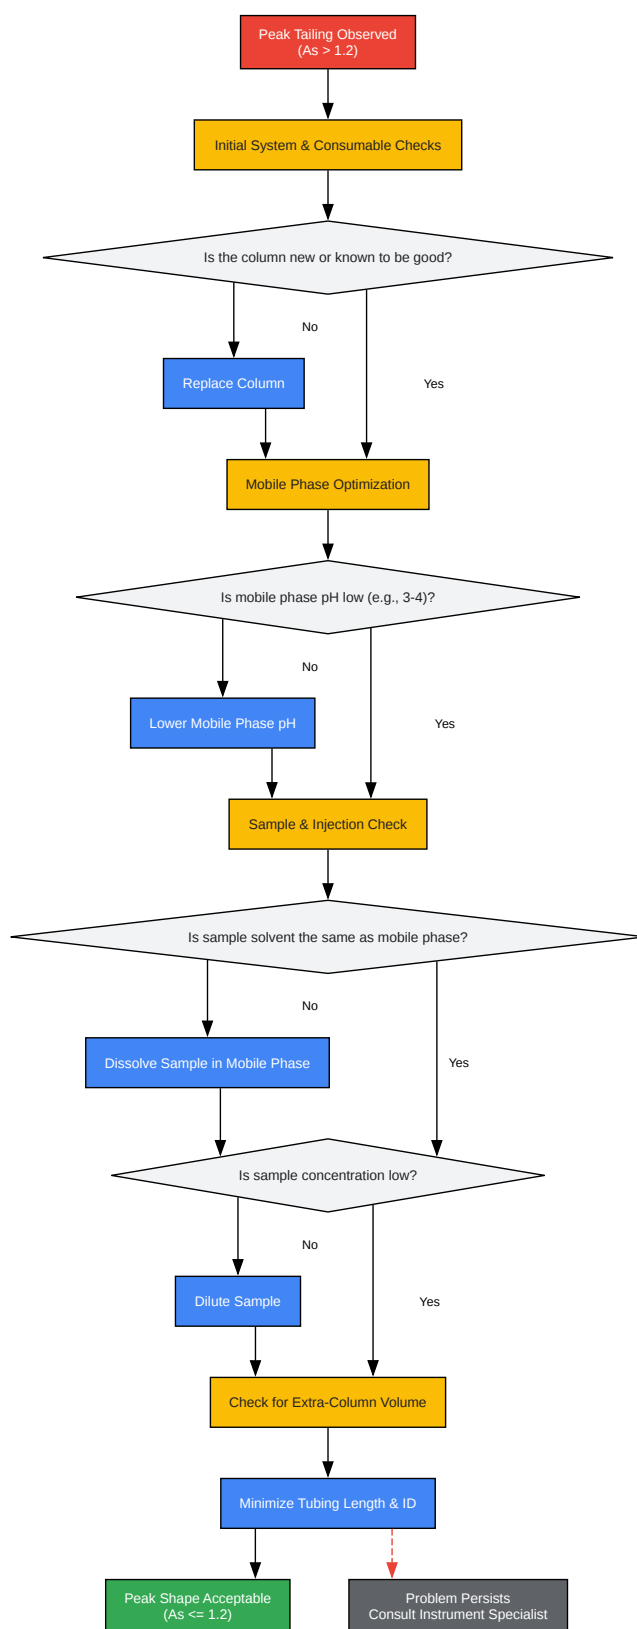 Peak Tailing Observed
(As > 1.2)
Initial System & Consumable Checks
Is the column new or known to be good?
No
Replace Column
Yes
Mobile Phase Optimization
Is mobile phase pH low (e.g., 3-4)?
No
Lower Mobile Phase pH
Yes
Sample & Injection Check
Is sample solvent the same as mobile phase?
No
Dissolve Sample in Mobile Phase
Yes
Is sample concentration low?
No
Dilute Sample
Yes
Check for Extra-Column Volume
Minimize Tubing Length & ID
Peak Shape Acceptable
(As <= 1.2)
Problem Persists
Consult Instrument Specialist